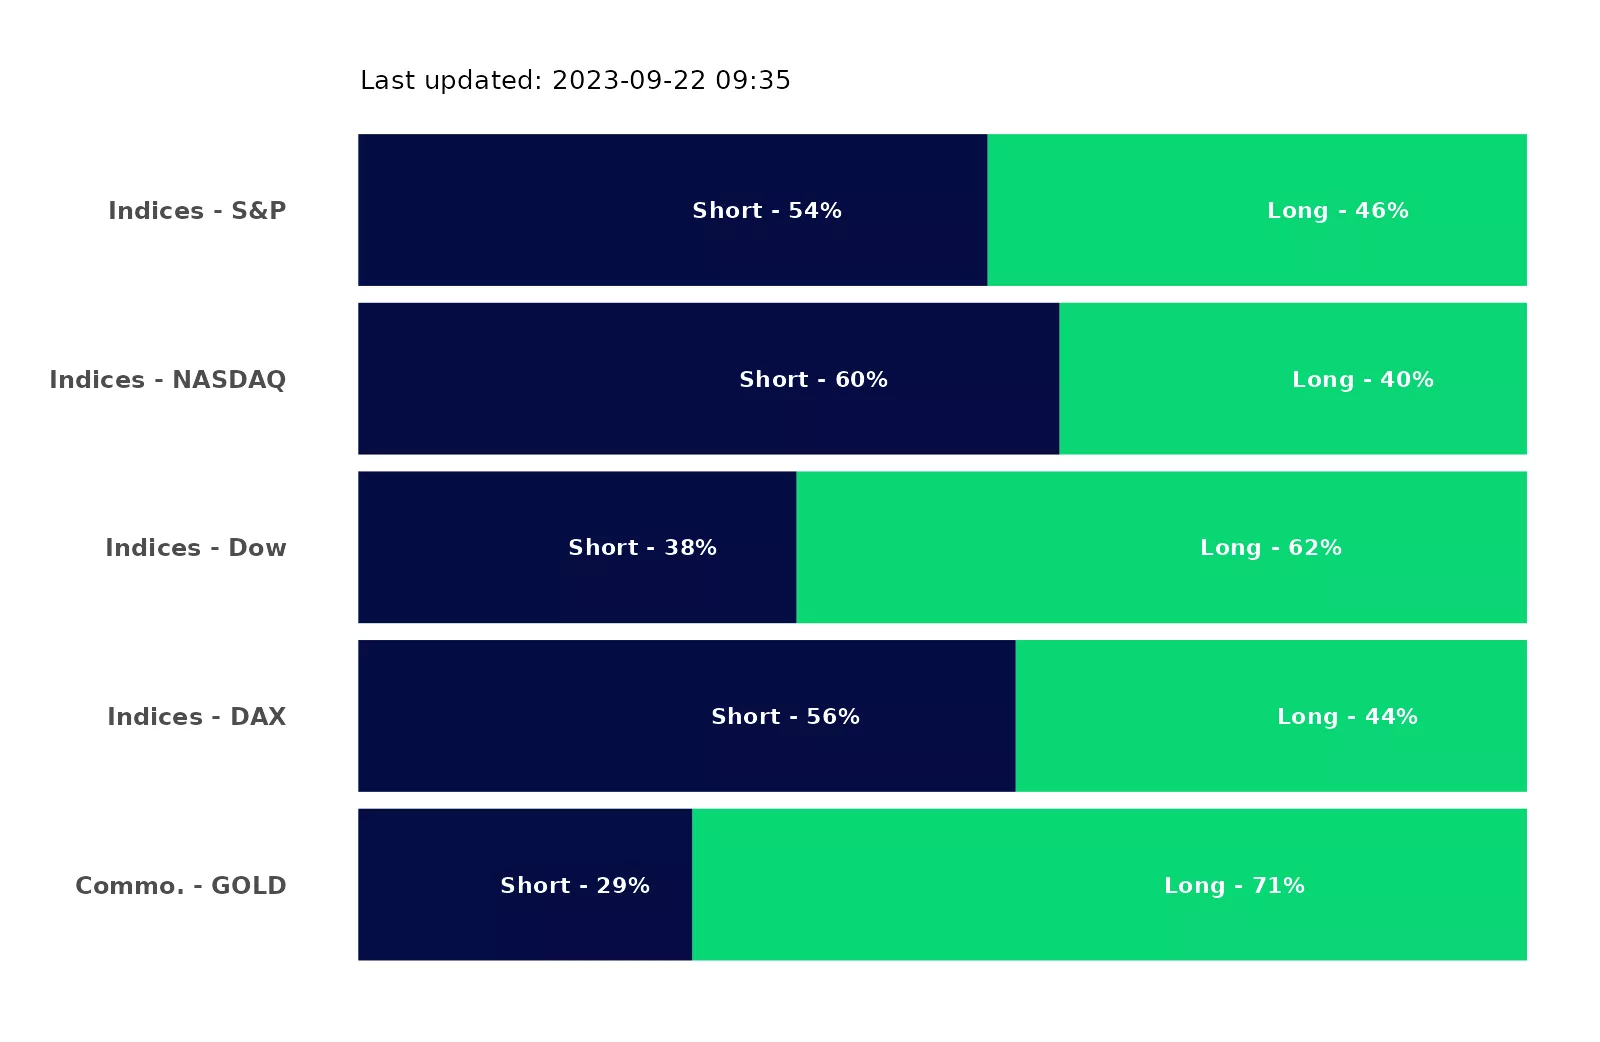 Last updated: 2023-09-22 09:35
Indices - S&P
Short - 54%
Long - 46%
Indices - NASDAQ
Short - 60%
Long - 40%
Indices - Dow
Short - 38%
Long - 62%
Indices - DAX
Short - 56%
Long - 44%
Commo. - GOLD
Short - 29%
Long - 71%